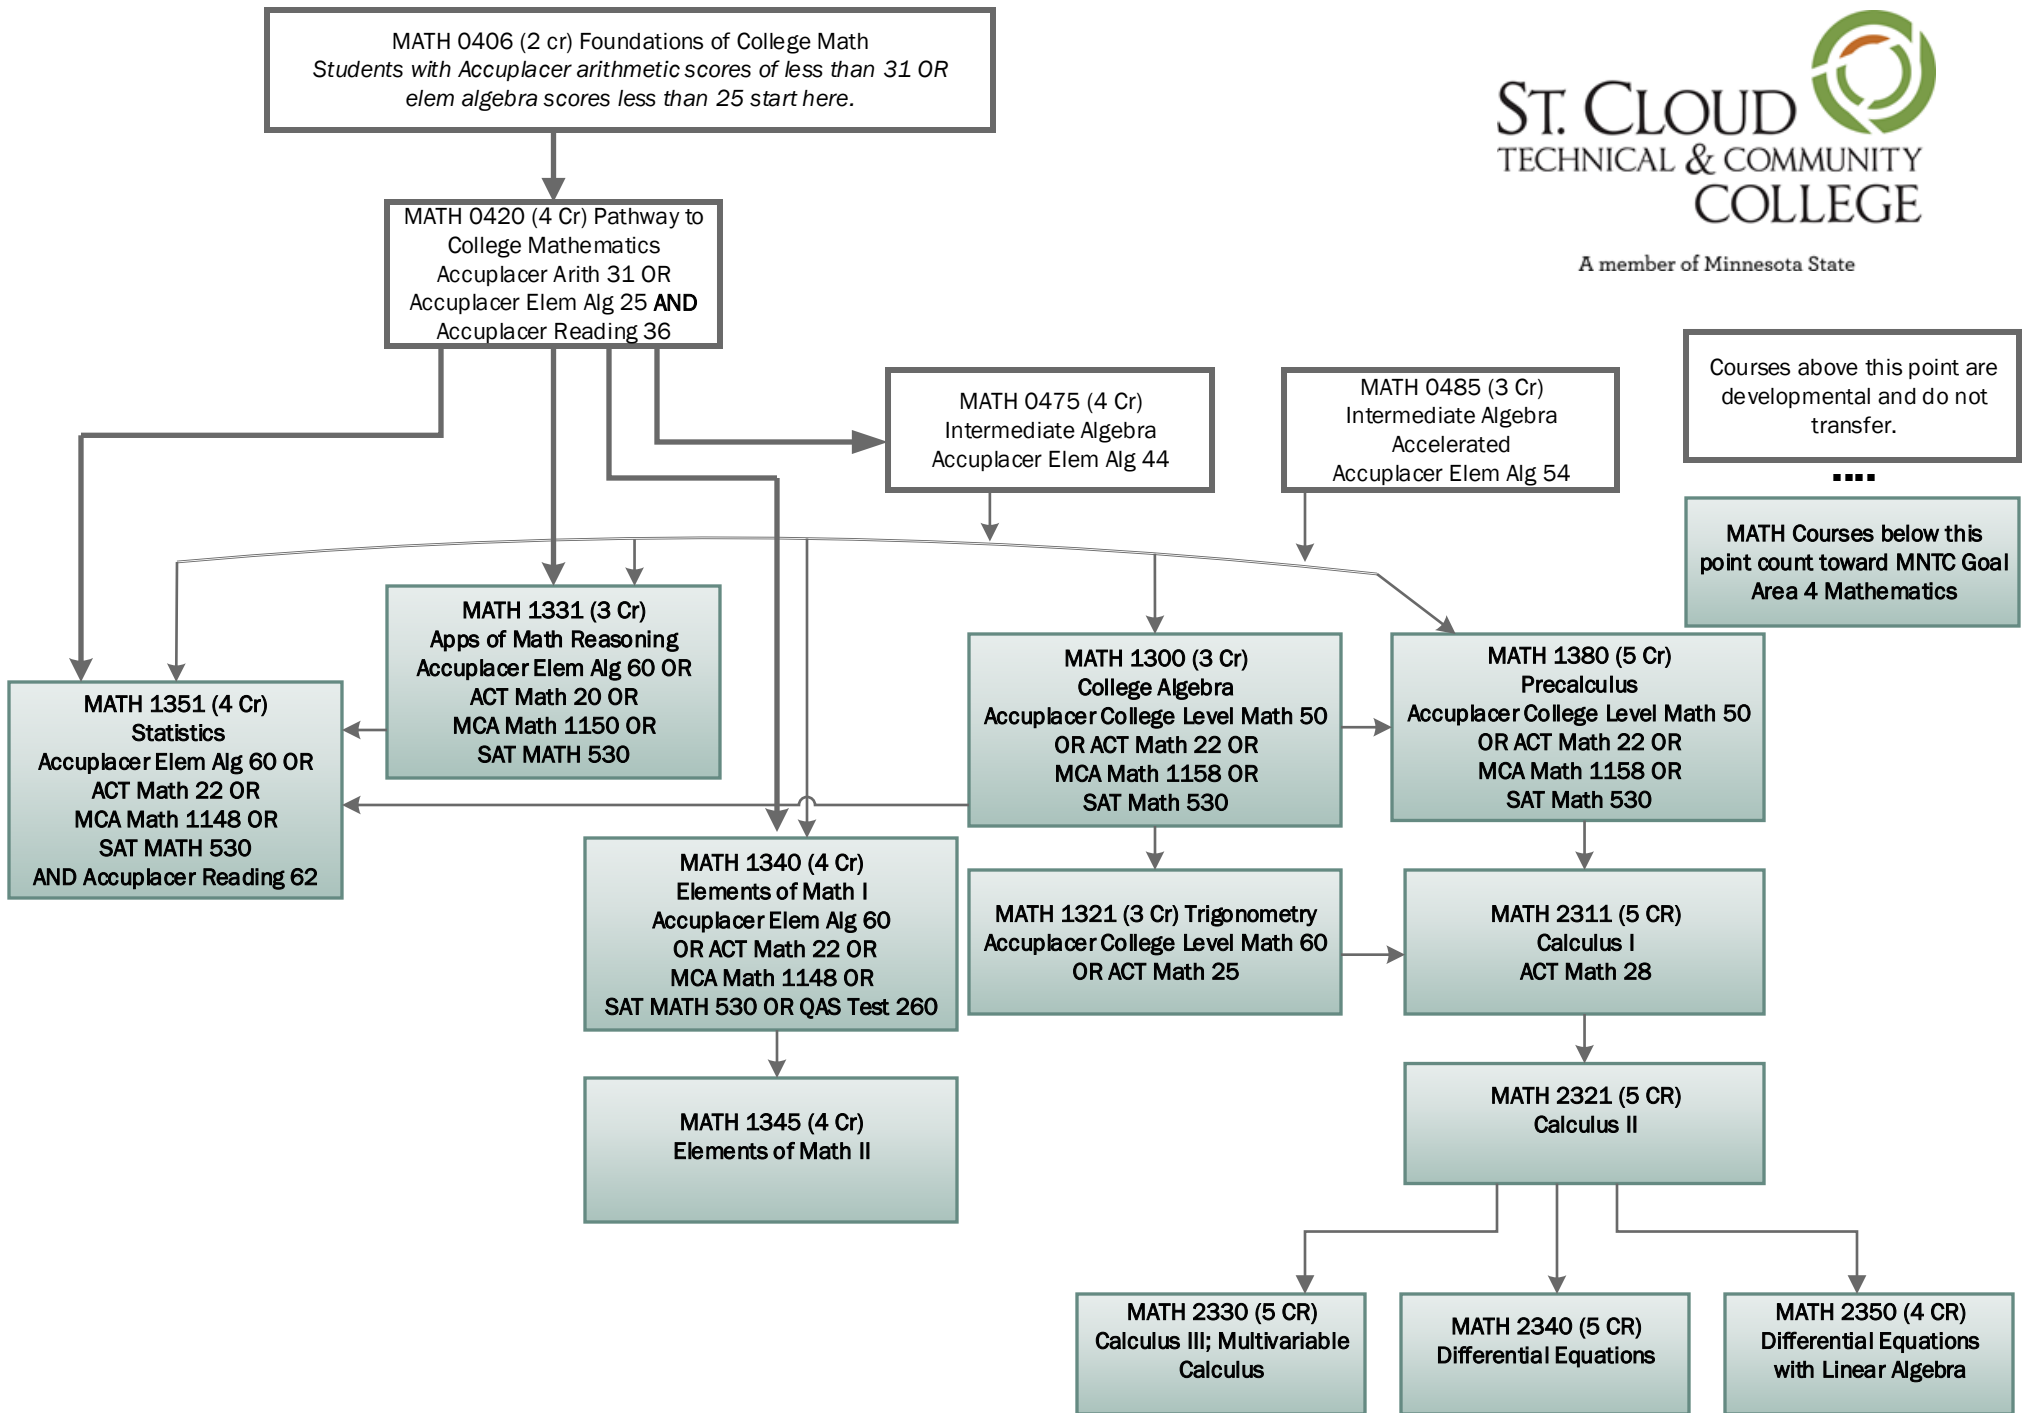 MATH 0406 (2 cr) Foundations of College Math
Students with Accuplacer arithmetic scores of less than 31 OR
elem algebra scores less than 25 start here.
ST. CLOUD
TECHNICAL & COMMUNITY
COLLEGE
A member of Minnesota State
MATH 0420 (4 Cr) Pathway to
College Mathematics
Accuplacer Arith 31 OR
Accuplacer Elem Alg 25 AND
Accuplacer Reading 36
MATH 0475 (4 Cr)
Intermediate Algebra
Accuplacer Elem Alg 44
MATH 0485 (3 Cr)
Intermediate Algebra
Accelerated
Accuplacer Elem Alg 54
Courses above this point are
developmental and do not
transfer.
....
MATH Courses below this
point count toward MNTC Goal
Area 4 Mathematics
MATH 1331 (3 Cr)
Apps of Math Reasoning
Accuplacer Elem Alg 60 OR
ACT Math 20 OR
MCA Math 1150 OR
SAT MATH 530
MATH 1300 (3 Cr)
College Algebra
Accuplacer College Level Math 50
OR ACT Math 22 OR
MCA Math 1158 OR
SAT Math 530
MATH 1380 (5 Cr)
Precalculus
Accuplacer College Level Math 50
OR ACT Math 22 OR
MCA Math 1158 OR
SAT Math 530
MATH 1351 (4 Cr)
Statistics
Accuplacer Elem Alg 60 OR
ACT Math 22 OR
MCA Math 1148 OR
SAT MATH 530
AND Accuplacer Reading 62
MATH 1340 (4 Cr)
Elements of Math I
Accuplacer Elem Alg 60
OR ACT Math 22 OR
MCA Math 1148 OR
SAT MATH 530 OR QAS Test 260
MATH 1321 (3 Cr) Trigonometry
Accuplacer College Level Math 60
OR ACT Math 25
MATH 2311 (5 CR)
Calculus I
ACT Math 28
MATH 1345 (4 Cr)
Elements of Math II
MATH 2321 (5 CR)
Calculus II
MATH 2330 (5 CR)
Calculus III; Multivariable
Calculus
MATH 2340 (5 CR)
Differential Equations
MATH 2350 (4 CR)
Differential Equations
with Linear Algebra